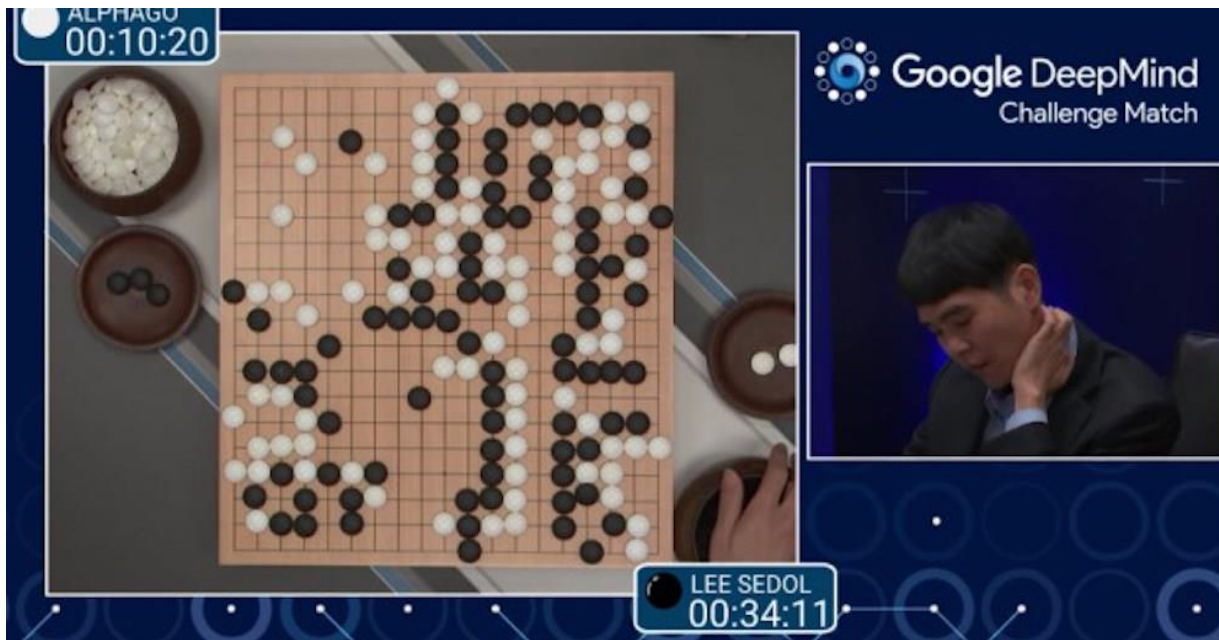 ALPHAGO
00:10:20
Google DeepMind
Challenge Match
LEE SEDOL
00:34:11